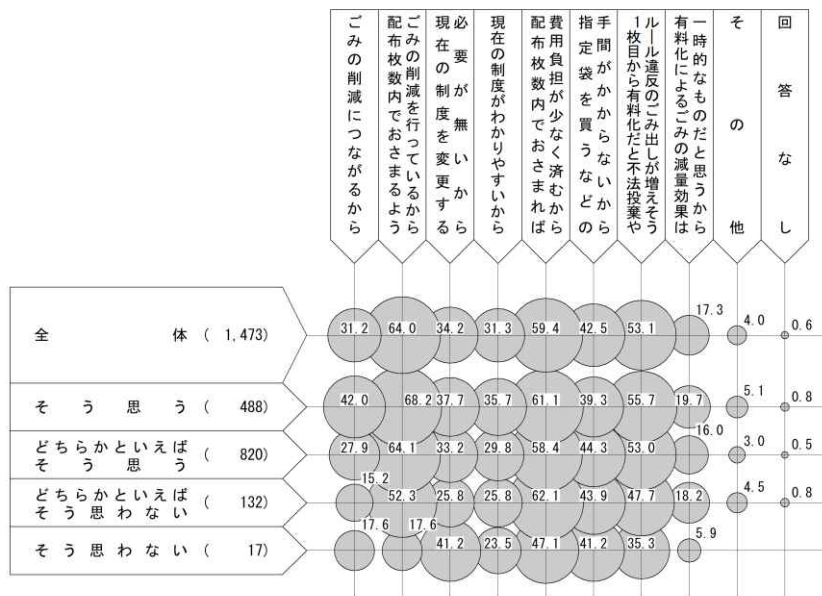 ごみの削減につながるから
ごみの削減を行っているから
配布枚数内でおさまるよう
必要が無いから
現在の制度を変更する
現在の制度がわかりやすいから
費用負担が少なく済むから
配布枚数内でおさまれば
手間がかからないから
指定袋を買うなどの
ルール違反のごみ出しが増えそう
1枚目から有料化だと不法投棄や
一時的なものだと思うから
有料化によるごみの減量効果は
その他
回答なし
全体 ( 1,473)
31.2 64.0 34.2 31.3 59.4 42.5 53.1 17.3 4.0 0.6
そう思う ( 488)
42.0 68.2 37.7 35.7 61.1 39.3 55.7 19.7 5.1 0.8
どちらかといえば
そう思う ( 820)
27.9 64.1 33.2 29.8 58.4 44.3 53.0 16.0 3.0 0.5
どちらかといえば
そう思わない ( 132)
15.2 52.3 25.8 25.8 62.1 43.9 47.7 18.2 4.5 0.8
そう思わない ( 17)
17.6 17.6 41.2 23.5 47.1 41.2 35.3 5.9